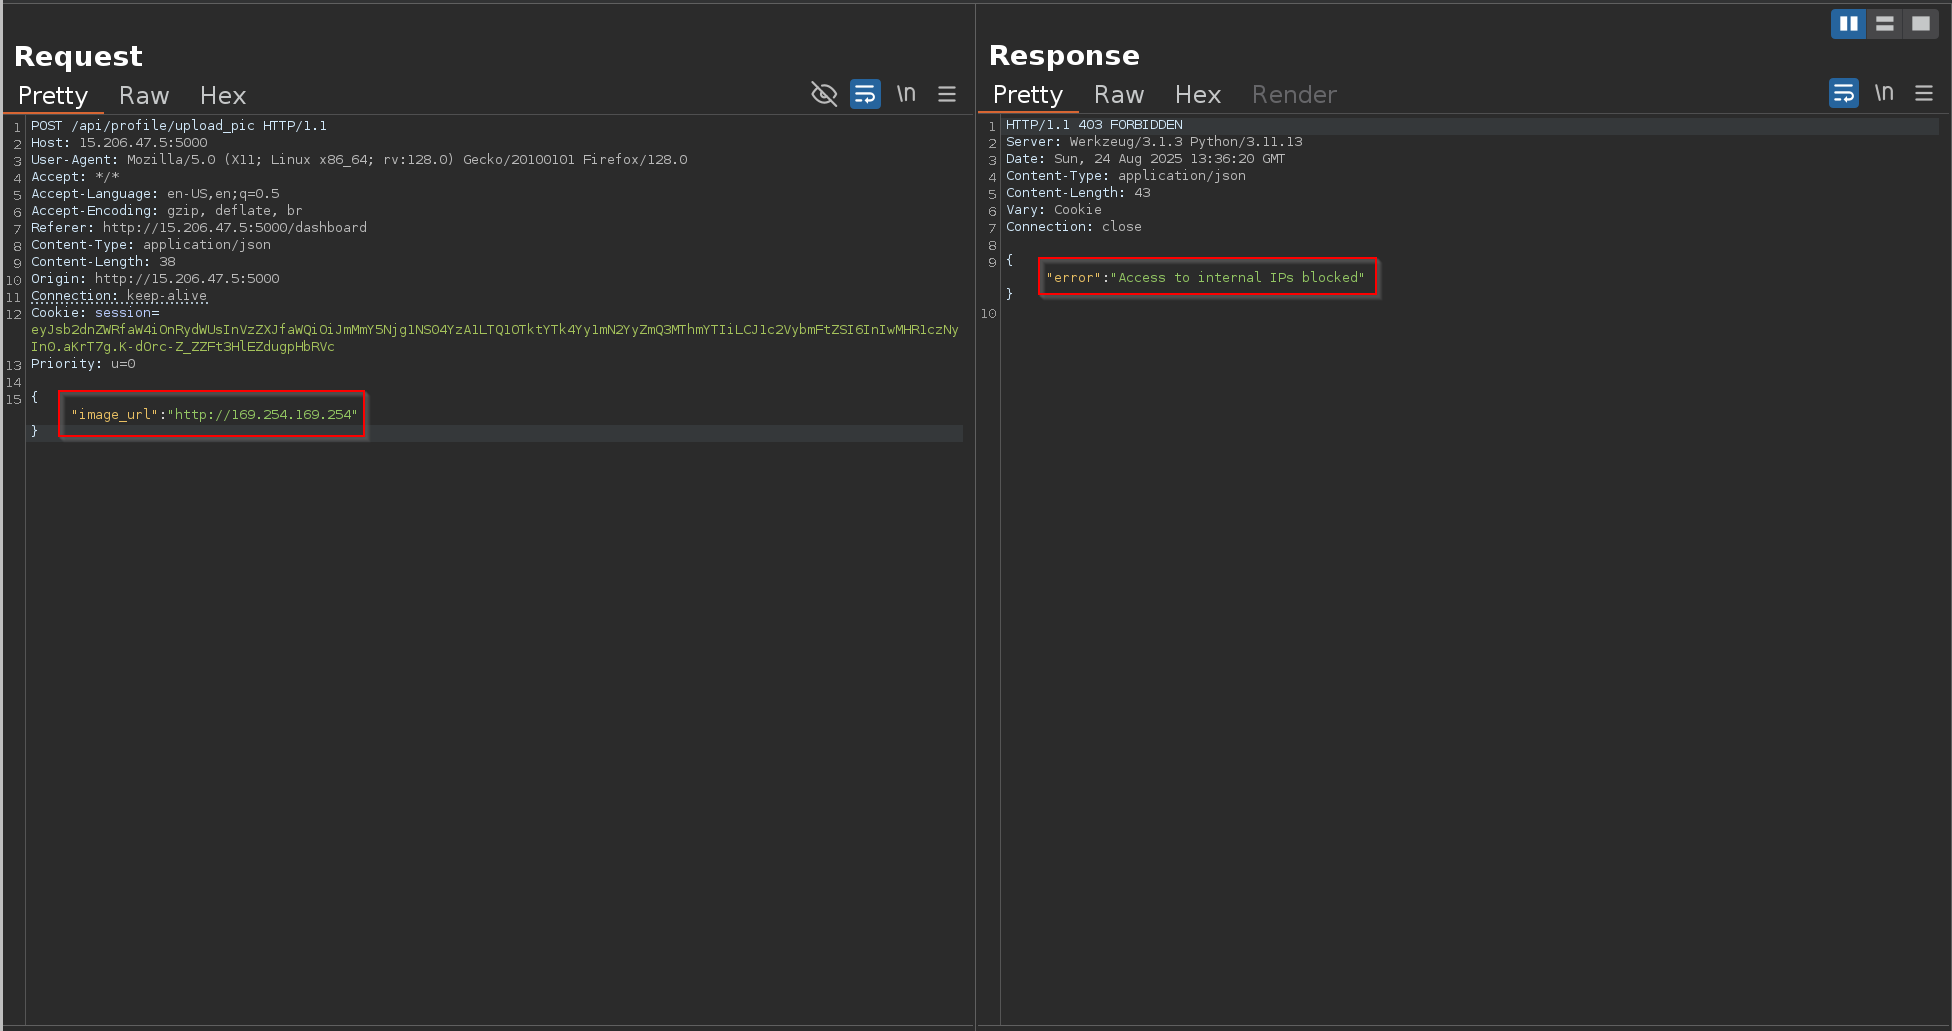 Request
Pretty Raw Hex
\n
1 POST /api/profile/upload_pic HTTP/1.1
2 Host: 15.206.47.5:5000
3 User-Agent: Mozilla/5.0 (X11; Linux x86_64; rv:128.0) Gecko/20100101 Firefox/128.0
4 Accept: */*
5 Accept-Language: en-US,en;q=0.5
6 Accept-Encoding: gzip, deflate, br
7 Referer: http://15.206.47.5:5000/dashboard
8 Content-Type: application/json
9 Content-Length: 38
10 Origin: http://15.206.47.5:5000
11 Connection: keep-alive
12 Cookie: session=
eyJsb2dnZWRfaW4iOnRydWUsInVzZXJfaWQiOiJmMmY5Njg1NS04YzA1LTQ1OTktYTk4Yy1mN2YyZmQ3MThmYTIiLCJ1c2VybmFtZSI6InIwMHR1czNy
In0.aKrT7g.K-dOrc-Z_ZZFt3HlEZdugpHbRVc
13 Priority: u=0
14
15 {
"image_url":"http://169.254.169.254"
}
Response
Pretty Raw Hex Render
\n
1 HTTP/1.1 403 FORBIDDEN
2 Server: Werkzeug/3.1.3 Python/3.11.13
3 Date: Sun, 24 Aug 2025 13:36:20 GMT
4 Content-Type: application/json
5 Content-Length: 43
6 Vary: Cookie
7 Connection: close
8
9 {
"error":"Access to internal IPs blocked"
}
10